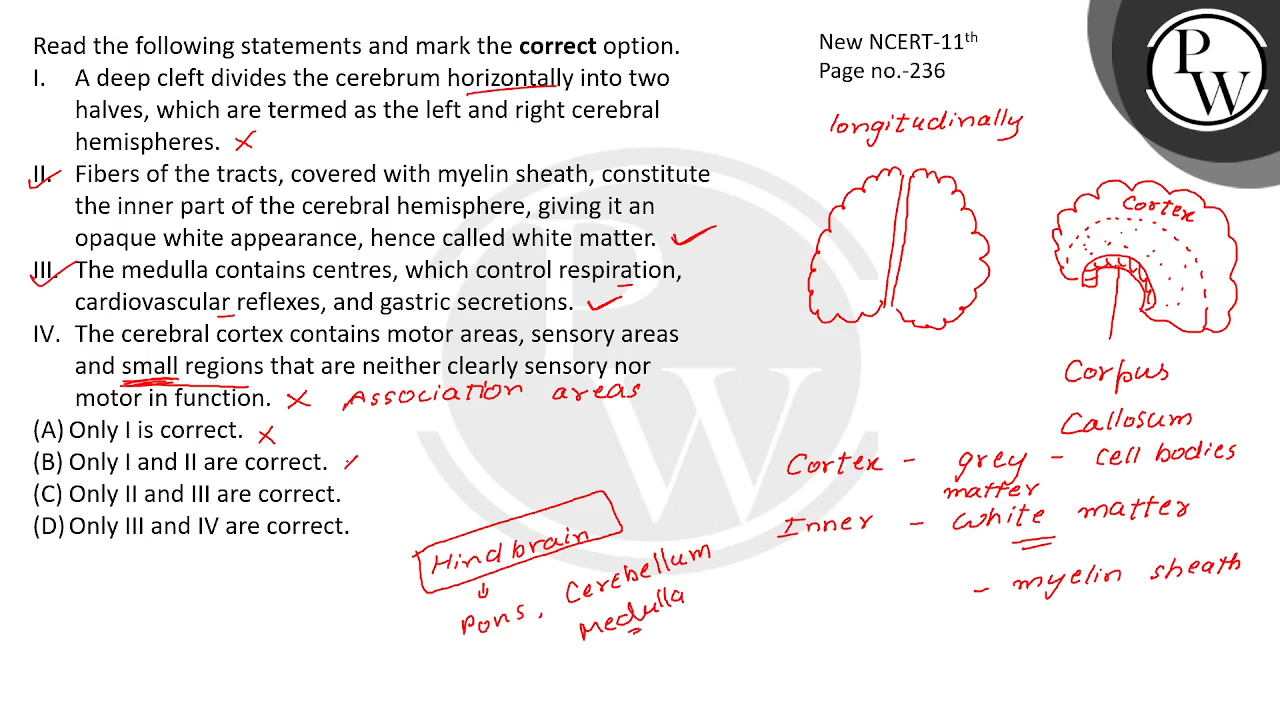 Read the following statements and mark the correct option.
I. A deep cleft divides the cerebrum horizontally into two
halves, which are termed as the left and right cerebral
hemispheres.
II. Fibers of the tracts, covered with myelin sheath, constitute
the inner part of the cerebral hemisphere, giving it an
opaque white appearance, hence called white matter.
III. The medulla contains centres, which control respiration,
cardiovascular reflexes, and gastric secretions.
IV. The cerebral cortex contains motor areas, sensory areas
and small regions that are neither clearly sensory nor
motor in function.
Association areas
(A) Only I is correct.
(B) Only I and II are correct.
(C) Only II and III are correct.
(D) Only III and IV are correct.
Hindbrain
Pons, Cerebellum
Medulla
New NCERT-11th
Page no.-236
P
W
longitudinally
Cortex
Corpus
Callosum
Cortex - grey - cell bodies
matter
Inner - white matter
- myelin sheath
P
W